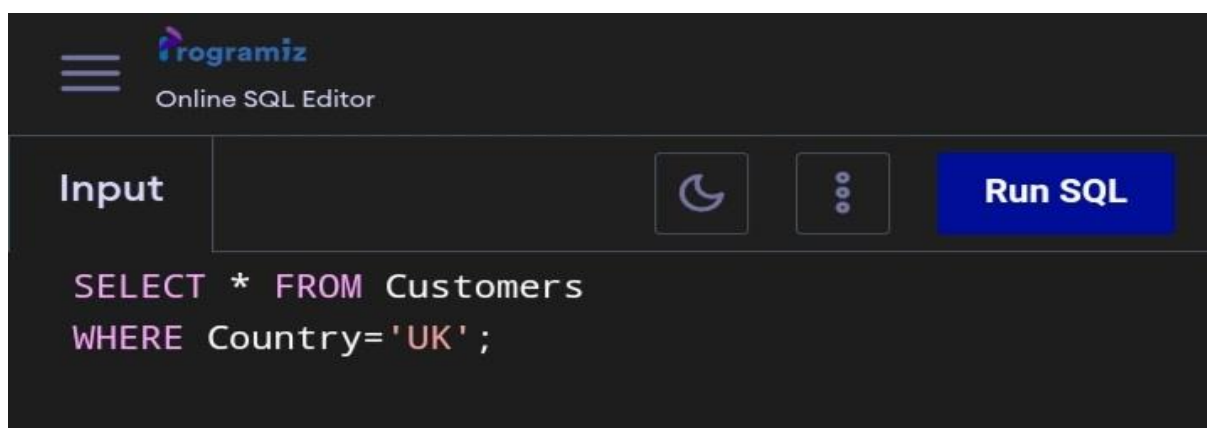 Programiz
Online SQL Editor
Input
Run SQL
SELECT * FROM Customers
WHERE Country='UK';